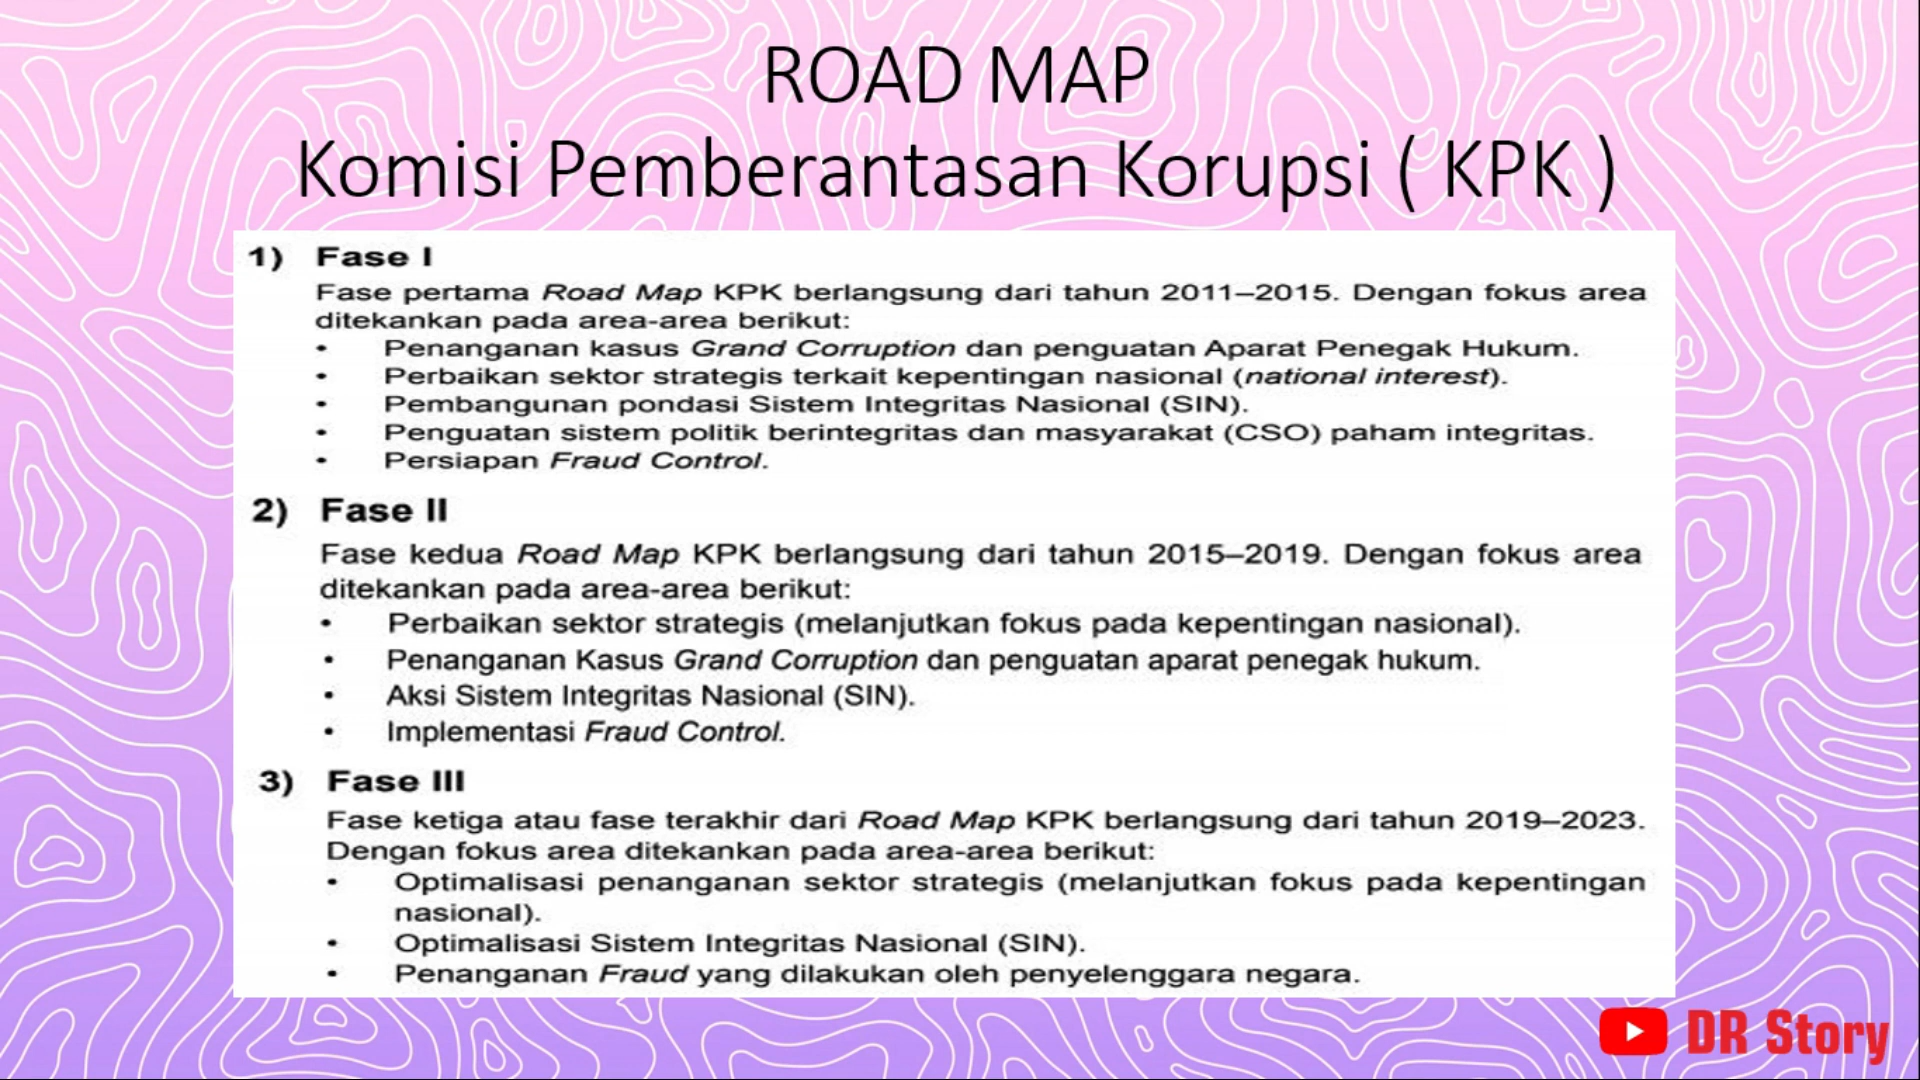 ROAD MAP
Komisi Pemberantasan Korupsi ( KPK )
1) Fase I
Fase pertama Road Map KPK berlangsung dari tahun 2011–2015. Dengan fokus area
ditekankan pada area-area berikut:
• Penanganan kasus Grand Corruption dan penguatan Aparat Penegak Hukum.
• Perbaikan sektor strategis terkait kepentingan nasional (national interest).
• Pembangunan pondasi Sistem Integritas Nasional (SIN).
• Penguatan sistem politik berintegritas dan masyarakat (CSO) paham integritas.
• Persiapan Fraud Control.
2) Fase II
Fase kedua Road Map KPK berlangsung dari tahun 2015–2019. Dengan fokus area
ditekankan pada area-area berikut:
• Perbaikan sektor strategis (melanjutkan fokus pada kepentingan nasional).
• Penanganan Kasus Grand Corruption dan penguatan aparat penegak hukum.
• Aksi Sistem Integritas Nasional (SIN).
• Implementasi Fraud Control.
3) Fase III
Fase ketiga atau fase terakhir dari Road Map KPK berlangsung dari tahun 2019–2023.
Dengan fokus area ditekankan pada area-area berikut:
• Optimalisasi penanganan sektor strategis (melanjutkan fokus pada kepentingan
nasional).
• Optimalisasi Sistem Integritas Nasional (SIN).
• Penanganan Fraud yang dilakukan oleh penyelenggara negara.
DR Story